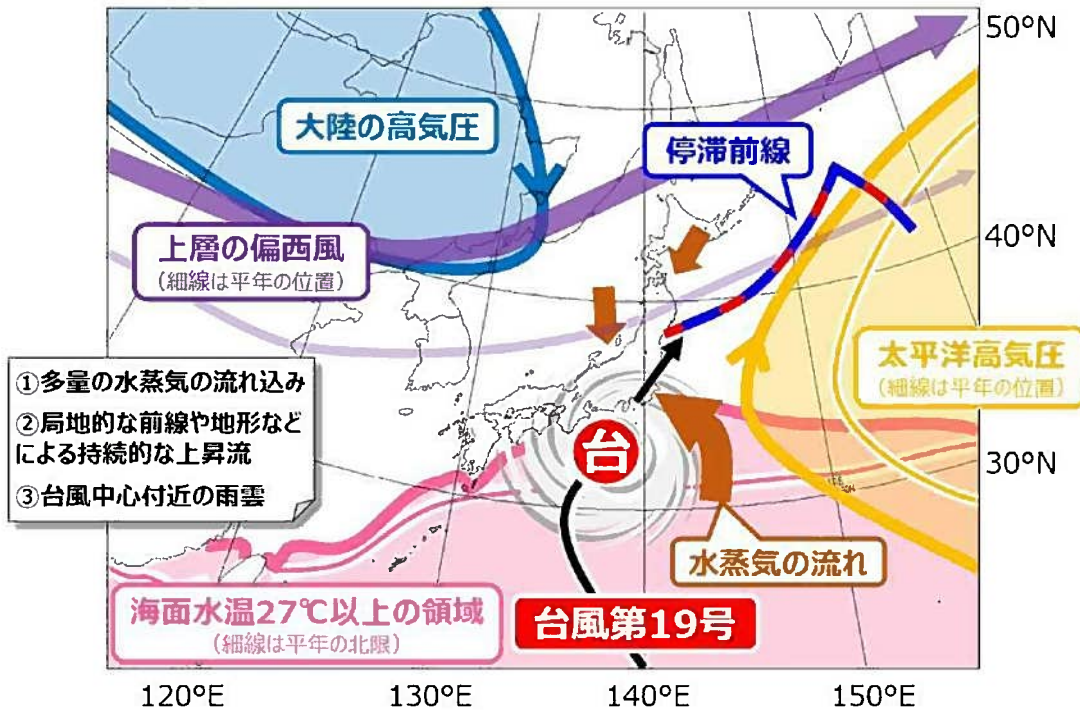 50°N
大陸の高気圧
停滞前線
上層の偏西風
(細線は平年の位置)
40°N
太平洋高気圧
(細線は平年の位置)
①多量の水蒸気の流れ込み
②局地的な前線や地形など
による持続的な上昇流
③台風中心付近の雨雲
台
30°N
水蒸気の流れ
海面水温27℃以上の領域
(細線は平年の北限)
台風第19号
120°E
130°E
140°E
150°E